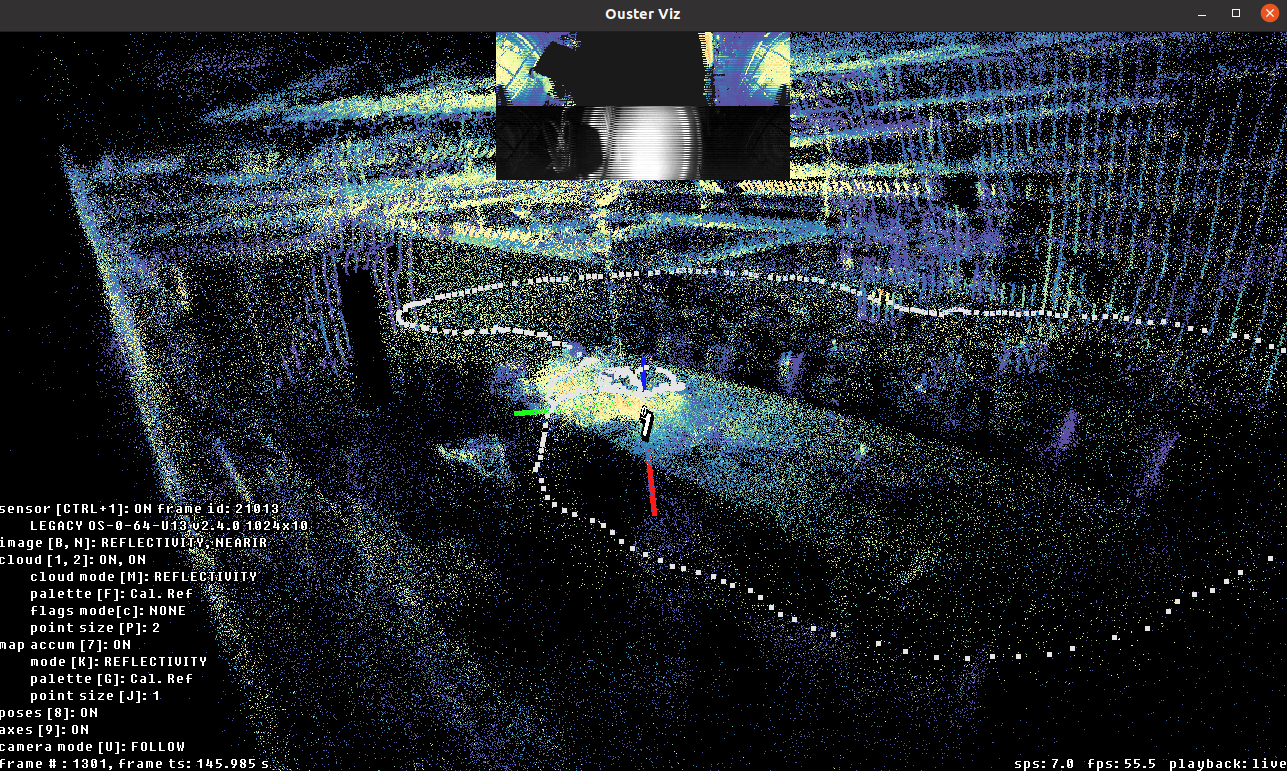 Ouster Viz
1
sensor [CTRL+1]: ON frame id: 21013
LEGACY OS-0-64-U13 v2.4.0 1024x10
image [B, N]: REFLECTIVITY, NEARIR
cloud [1, 2]: ON, ON
cloud mode [M]: REFLECTIVITY
palette [F]: Cal. Ref
flags mode[c]: NONE
point size [P]: 2
map accum [7]: ON
mode [K]: REFLECTIVITY
palette [G]: Cal. Ref
point size [J]: 1
poses [8]: ON
axes [9]: ON
camera mode [U]: FOLLOW
frame # : 1301, frame ts: 145.985 s
sps: 7.0 fps: 55.5 playback: live